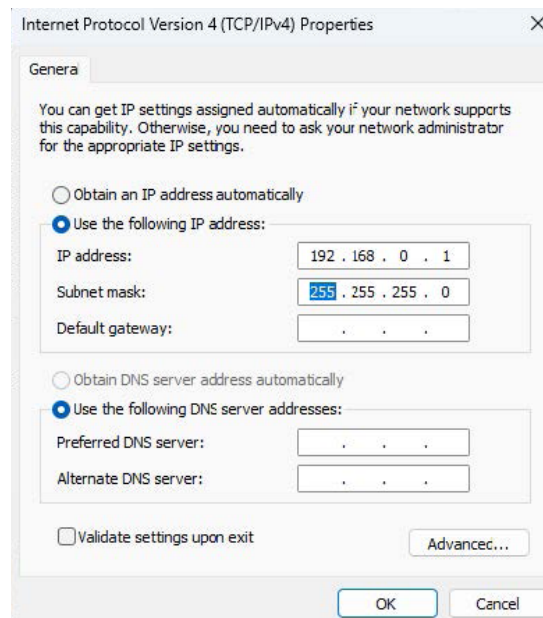 Internet Protocol Version 4 (TCP/IPv4) Properties
General
You can get IP settings assigned automatically if your network supports
this capability. Otherwise, you need to ask your network administrator
for the appropriate IP settings.
Obtain an IP address automatically
Use the following IP address:
IP address: 192 . 168 . 0 . 1
Subnet mask: 255 . 255 . 255 . 0
Default gateway: . . .
Obtain DNS server address automatically
Use the following DNS server addresses:
Preferred DNS server: . . .
Alternate DNS server: . . .
Validate settings upon exit
Advanced...
OK Cancel